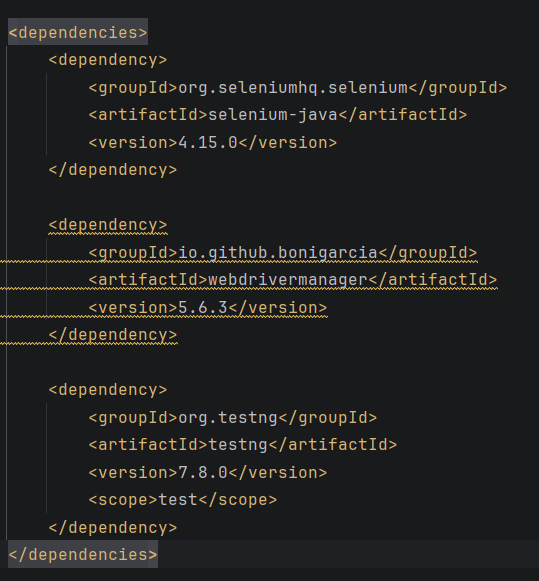 <dependencies>
<dependency>
<groupId>org.seleniumhq.selenium</groupId>
<artifactId>selenium-java</artifactId>
<version>4.15.0</version>
</dependency>
<dependency>
<groupId>io.github.bonigarcia</groupId>
<artifactId>webdrivermanager</artifactId>
<version>5.6.3</version>
</dependency>
<dependency>
<groupId>org.testng</groupId>
<artifactId>testng</artifactId>
<version>7.8.0</version>
<scope>test</scope>
</dependency>
</dependencies>